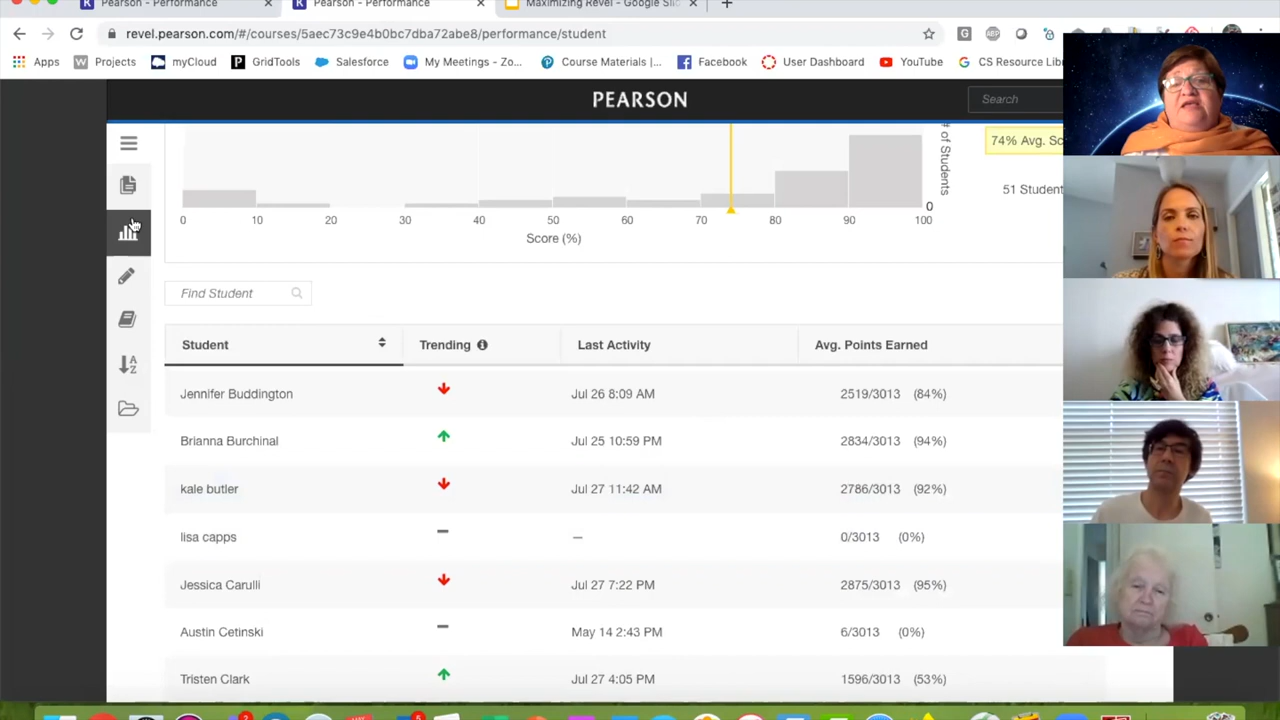 Pearson - Performance × Pearson - Performance × Maximizing Revel - Google Slid ×
revel.pearson.com/#/courses/5aec73c9e4b0bc7dba72abe8/performance/student
Apps Projects myCloud GridTools Salesforce My Meetings - Zo... Course Materials |... Facebook User Dashboard YouTube CS Resource Lib
PEARSON
Search
# of Students
74% Avg. Sc
51 Student
0
0 10 20 30 40 50 60 70 80 90 100
Score (%)
Find Student
Student Trending Last Activity Avg. Points Earned
Jennifer Buddington Jul 26 8:09 AM 2519/3013 (84%)
Brianna Burchinal Jul 25 10:59 PM 2834/3013 (94%)
kale butler Jul 27 11:42 AM 2786/3013 (92%)
lisa capps — 0/3013 (0%)
Jessica Carulli Jul 27 7:22 PM 2875/3013 (95%)
Austin Cetinski May 14 2:43 PM 6/3013 (0%)
Tristen Clark Jul 27 4:05 PM 1596/3013 (53%)